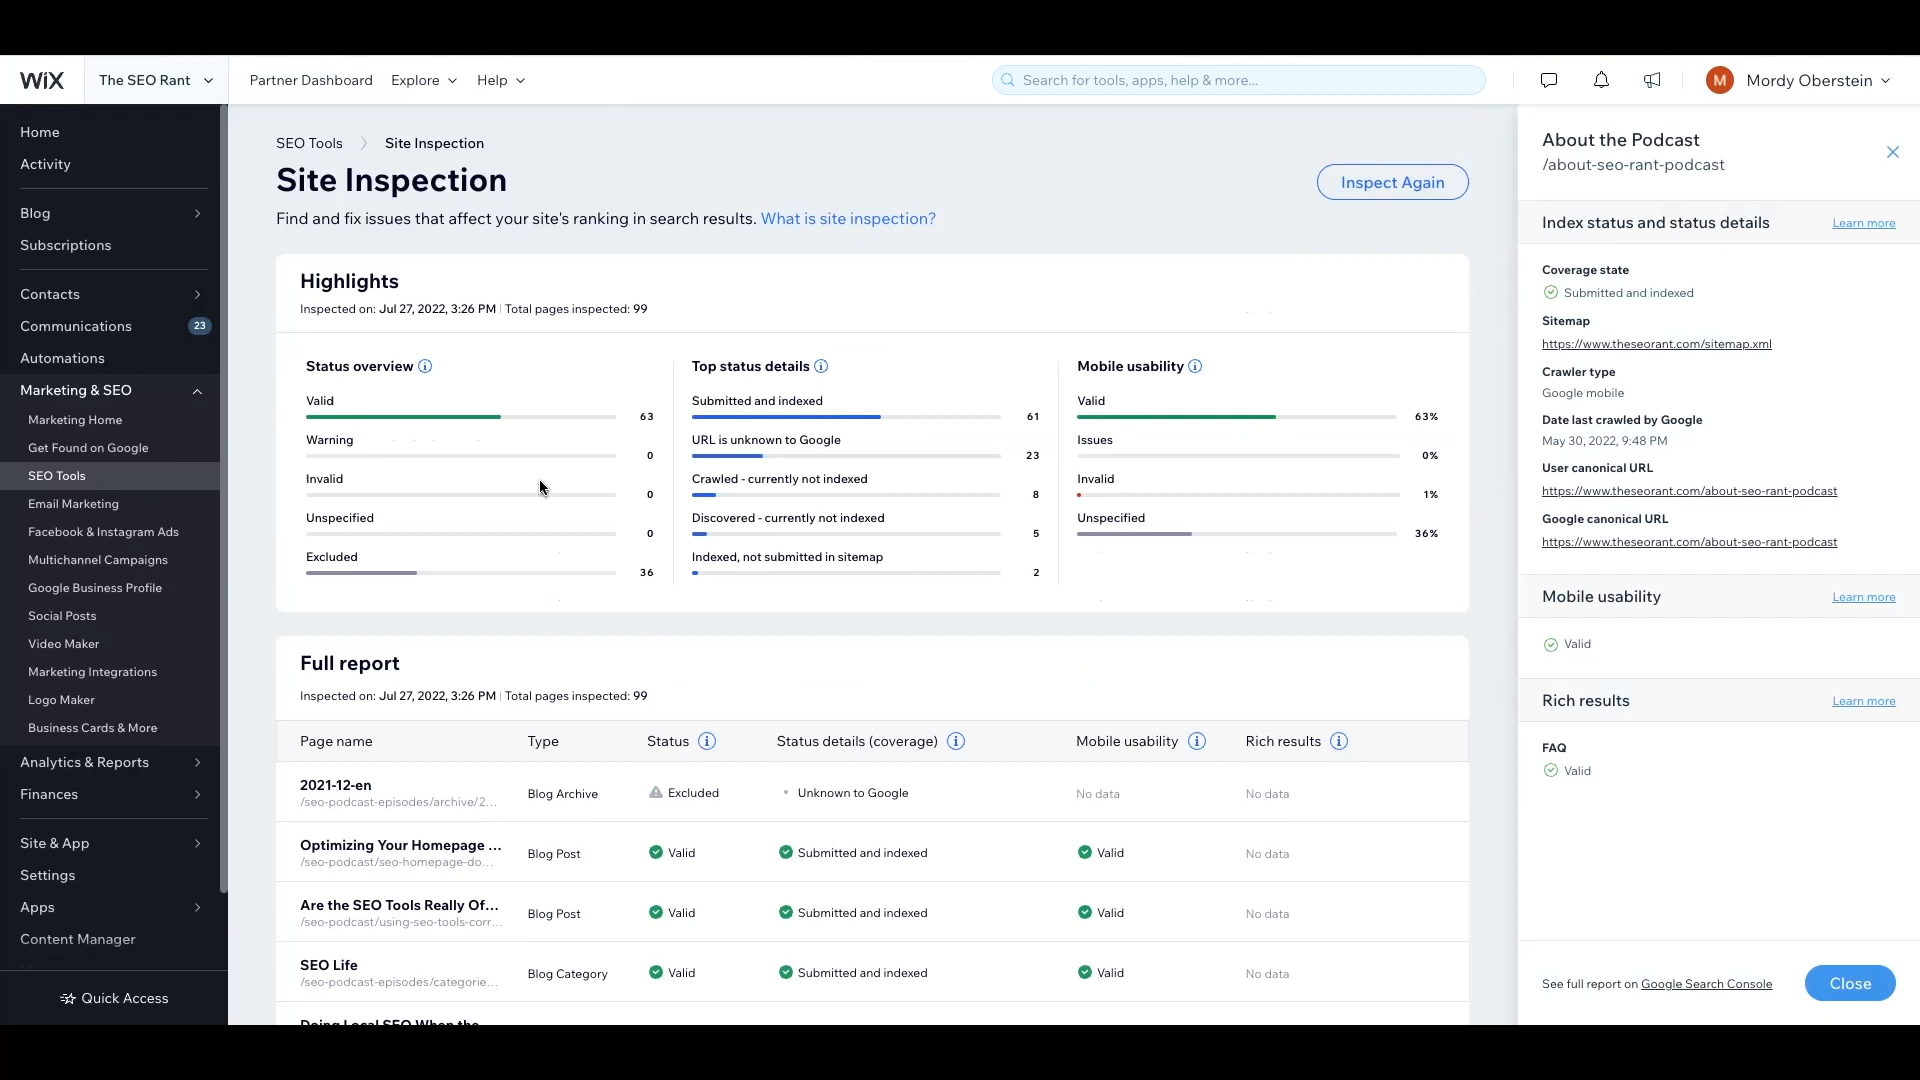 WiX
The SEO Rant
Partner Dashboard
Explore
Help
Search for tools, apps, help & more...
M
Mordy Oberstein
Home
Activity
Blog
Subscriptions
Contacts
Communications
23
Automations
Marketing & SEO
Marketing Home
Get Found on Google
SEO Tools
Email Marketing
Facebook & Instagram Ads
Multichannel Campaigns
Google Business Profile
Social Posts
Video Maker
Marketing Integrations
Logo Maker
Business Cards & More
Analytics & Reports
Finances
Site & App
Settings
Apps
Content Manager
Quick Access
SEO Tools
Site Inspection
Site Inspection
Inspect Again
Find and fix issues that affect your site's ranking in search results. What is site inspection?
Highlights
Inspected on: Jul 27, 2022, 3:26 PM | Total pages inspected: 99
Status overview
Valid
63
Warning
0
Invalid
0
Unspecified
0
Excluded
36
Top status details
Submitted and indexed
61
URL is unknown to Google
23
Crawled - currently not indexed
8
Discovered - currently not indexed
5
Indexed, not submitted in sitemap
2
Mobile usability
Valid
63%
Issues
0%
Invalid
1%
Unspecified
36%
Full report
Inspected on: Jul 27, 2022, 3:26 PM | Total pages inspected: 99
Page name Type Status Status details (coverage) Mobile usability Rich results
2021-12-en
/seo-podcast-episodes/archive/2...
Blog Archive Excluded Unknown to Google No data No data
Optimizing Your Homepage ...
/seo-podcast/seo-homepage-do...
Blog Post Valid Submitted and indexed Valid No data
Are the SEO Tools Really Of...
/seo-podcast/using-seo-tools-corr...
Blog Post Valid Submitted and indexed Valid No data
SEO Life
/seo-podcast-episodes/categorie...
Blog Category Valid Submitted and indexed Valid No data
Doing Local SEO When the
About the Podcast
/about-seo-rant-podcast
Index status and status details
Learn more
Coverage state
Submitted and indexed
Sitemap
https://www.theseorant.com/sitemap.xml
Crawler type
Google mobile
Date last crawled by Google
May 30, 2022, 9:48 PM
User canonical URL
https://www.theseorant.com/about-seo-rant-podcast
Google canonical URL
https://www.theseorant.com/about-seo-rant-podcast
Mobile usability
Learn more
Valid
Rich results
Learn more
FAQ
Valid
See full report on Google Search Console
Close